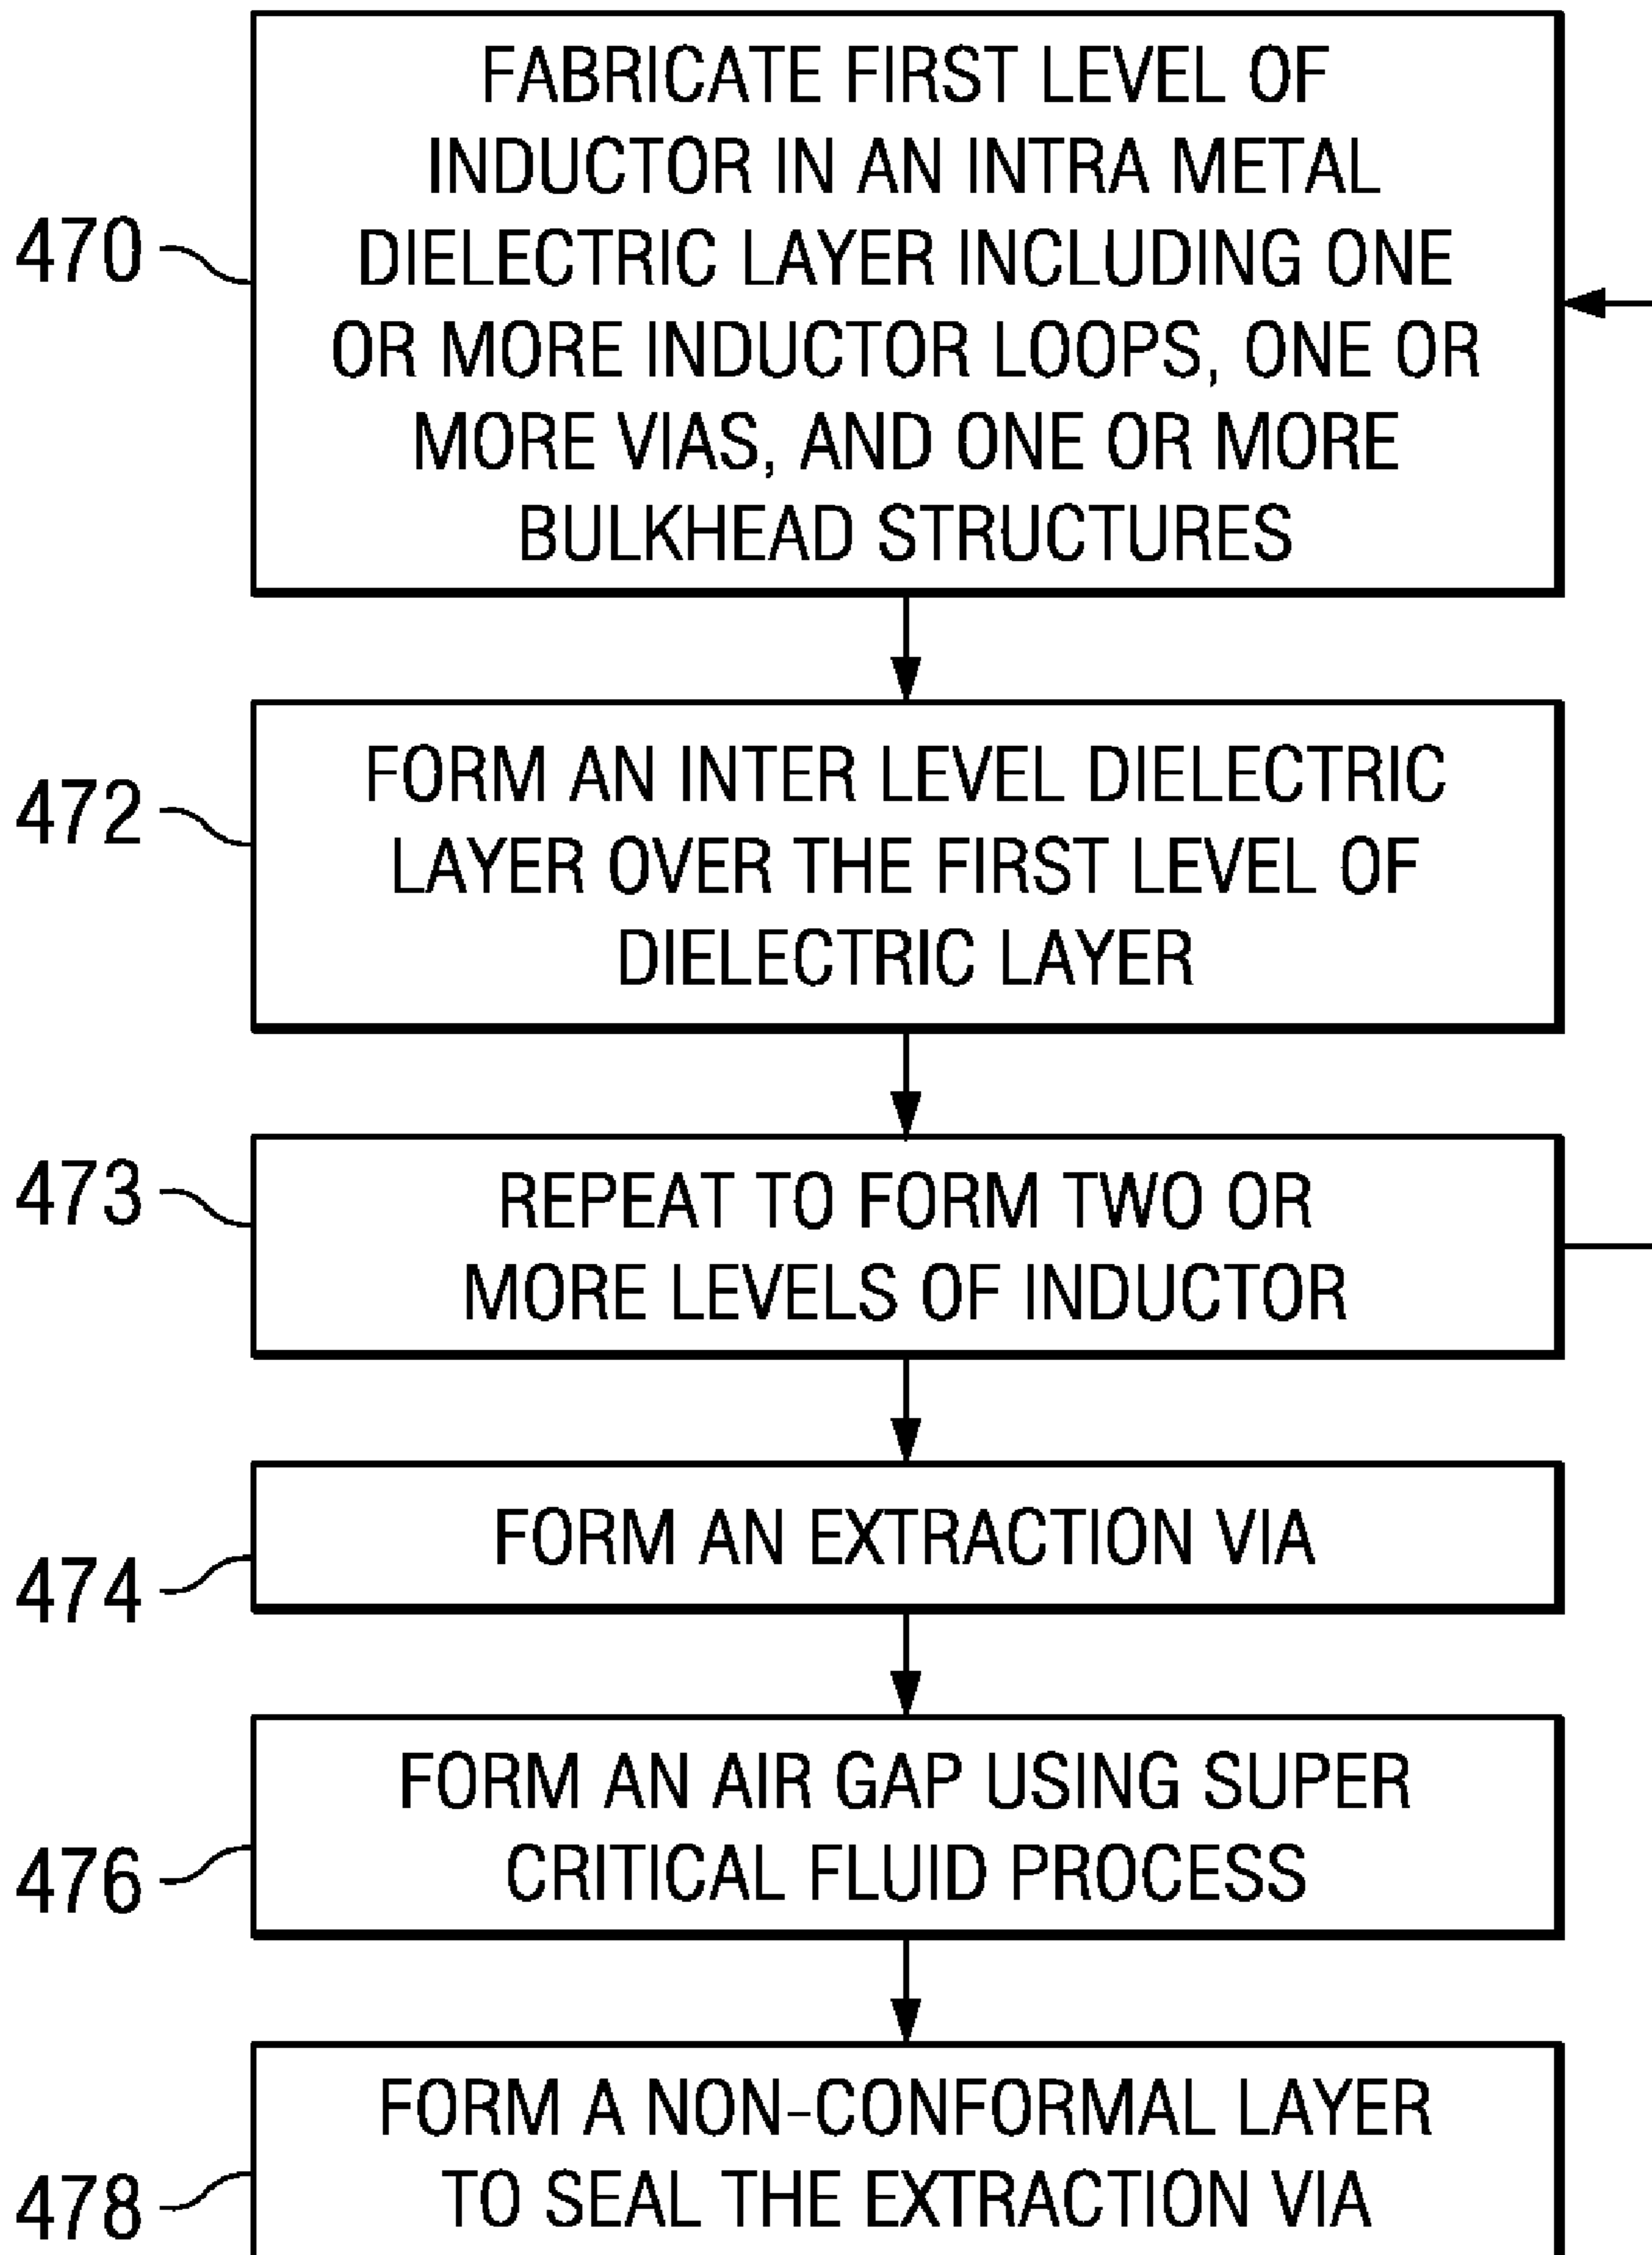 470
FABRICATE FIRST LEVEL OF
INDUCTOR IN AN INTRA METAL
DIELECTRIC LAYER INCLUDING ONE
OR MORE INDUCTOR LOOPS, ONE OR
MORE VIAS, AND ONE OR MORE
BULKHEAD STRUCTURES
472
FORM AN INTER LEVEL DIELECTRIC
LAYER OVER THE FIRST LEVEL OF
DIELECTRIC LAYER
473
REPEAT TO FORM TWO OR
MORE LEVELS OF INDUCTOR
474
FORM AN EXTRACTION VIA
476
FORM AN AIR GAP USING SUPER
CRITICAL FLUID PROCESS
478
FORM A NON-CONFORMAL LAYER
TO SEAL THE EXTRACTION VIA